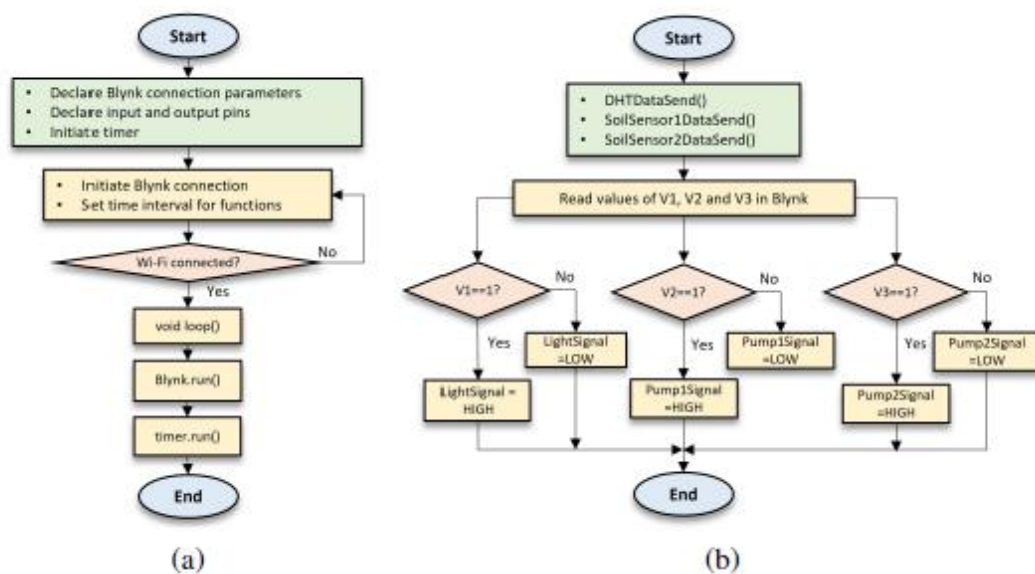 Start
• Declare Blynk connection parameters
• Declare input and output pins
• Initiate timer
• Initiate Blynk connection
• Set time interval for functions
Wi-Fi connected?
No
Yes
void loop()
Blynk.run()
timer.run()
End
(a)
Start
• DHTDataSend()
• SoilSensor1DataSend()
• SoilSensor2DataSend()
Read values of V1, V2 and V3 in Blynk
V1==1?
No
Yes
LightSignal
=LOW
LightSignal =
HIGH
V2==1?
No
Yes
Pump1Signal
=LOW
Pump1Signal
=HIGH
V3==1?
No
Yes
Pump2Signal
=LOW
Pump2Signal
=HIGH
End
(b)